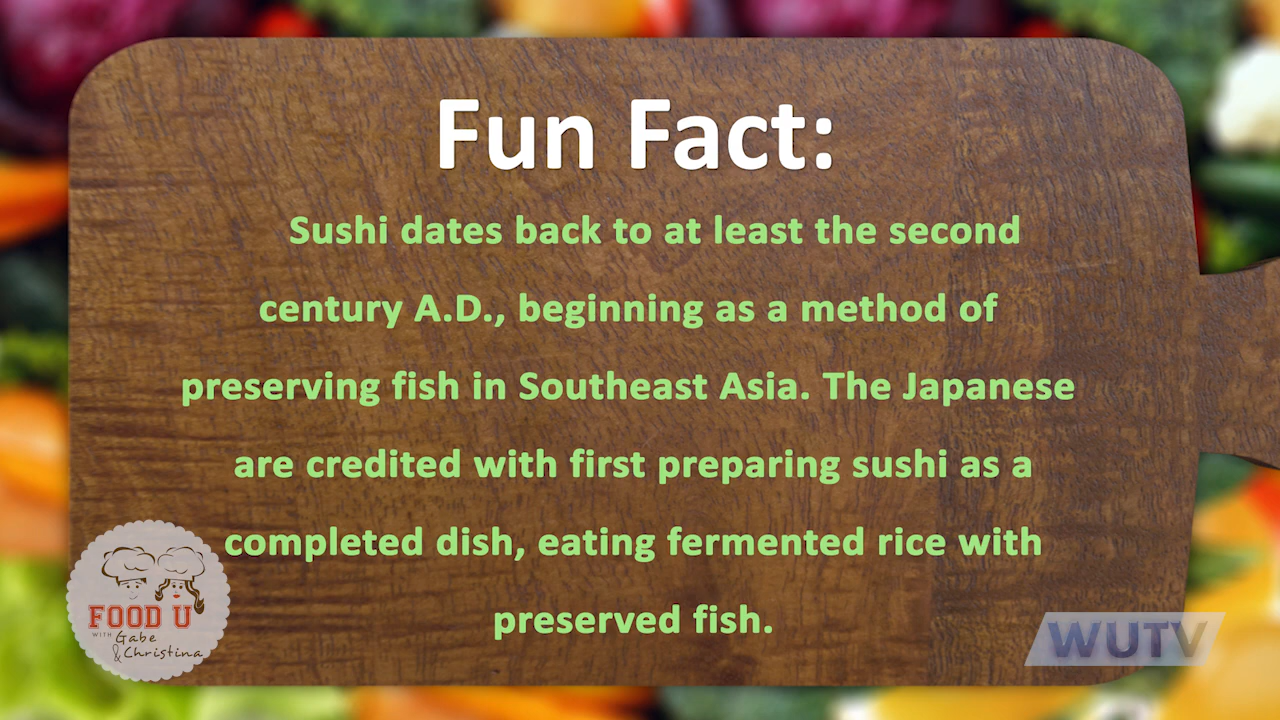 Fun Fact:
Sushi dates back to at least the second
century A.D., beginning as a method of
preserving fish in Southeast Asia. The Japanese
are credited with first preparing sushi as a
completed dish, eating fermented rice with
preserved fish.
FOOD U
WITH Gabe
& Christina
WUTV